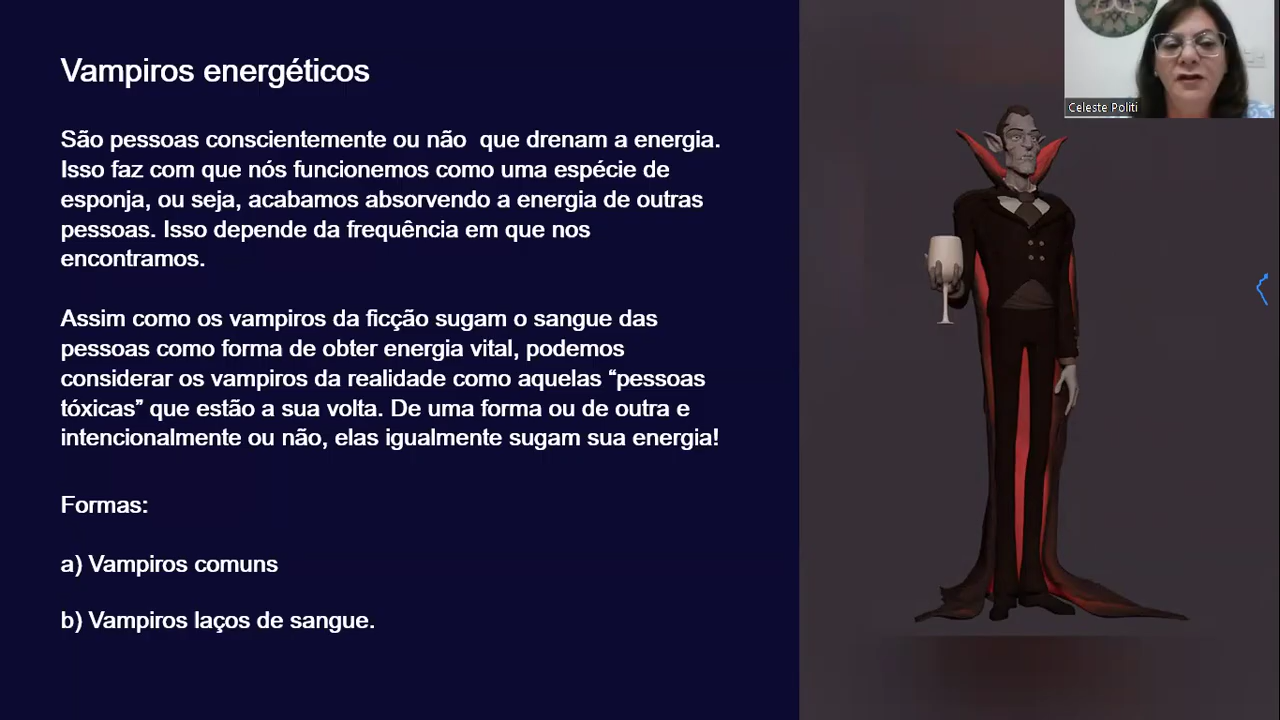 Vampiros energéticos
São pessoas conscientemente ou não  que drenam a energia.
Isso faz com que nós funcionemos como uma espécie de
esponja, ou seja, acabamos absorvendo a energia de outras
pessoas. Isso depende da frequência em que nos
encontramos.
Assim como os vampiros da ficção sugam o sangue das
pessoas como forma de obter energia vital, podemos
considerar os vampiros da realidade como aquelas “pessoas
tóxicas” que estão a sua volta. De uma forma ou de outra e
intencionalmente ou não, elas igualmente sugam sua energia!
Formas:
a) Vampiros comuns
b) Vampiros laços de sangue.
Celeste Politi